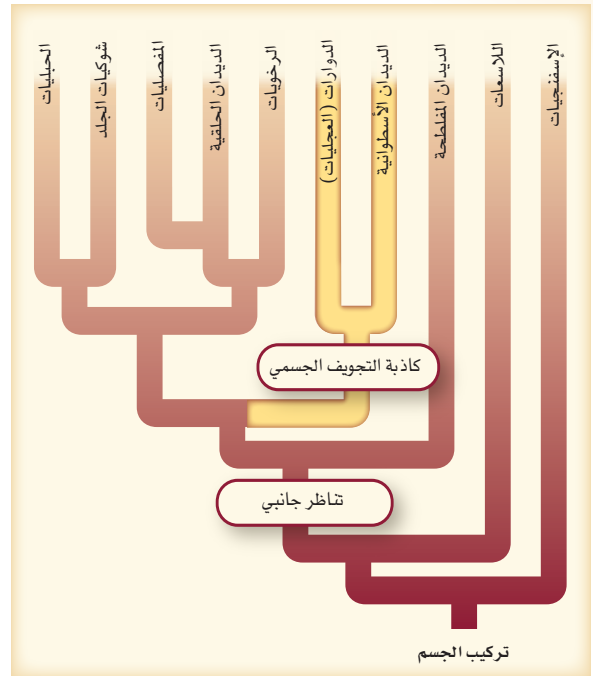 الإسفنجيات
اللاسعات
الديدان المفلطحة
الديدان الأسطوانية
الدوارات (العجليات)
الرخويات
الديدان الحلقية
المفصليات
شوكيات الجلد
الحبليات
كاذبة التجويف الجسمي
تناظر جانبي
تركيب الجسم